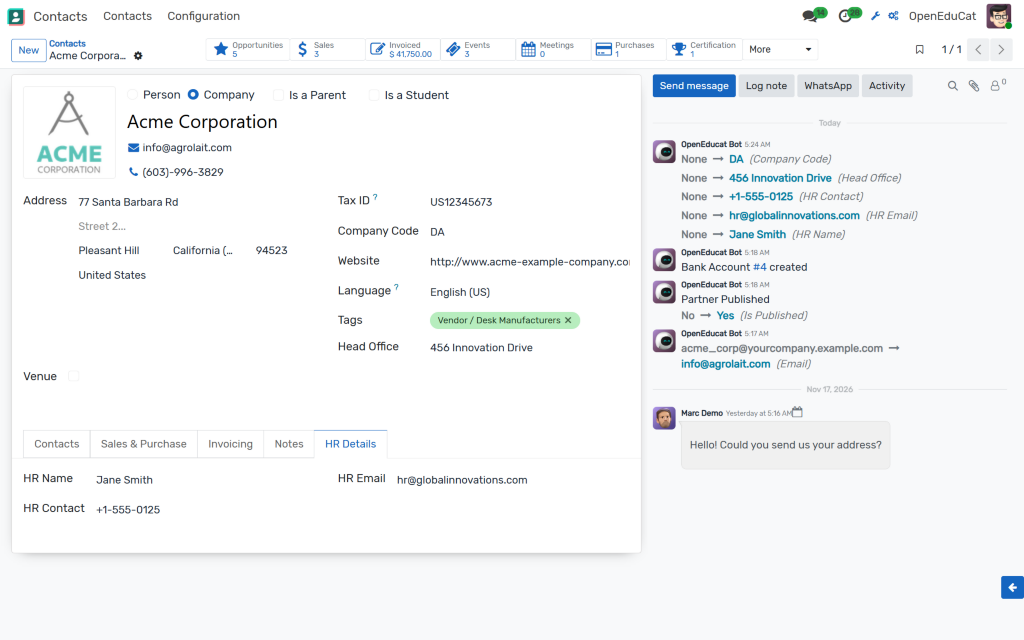 Contacts Contacts Configuration 14 28 OpenEduCat
New Contacts Acme Corpora...
Opportunities 5 Sales 3 Invoiced $ 41,750.00 Events 3 Meetings 0 Purchases 1 Certification 1 More
1 / 1
ACME
CORPORATION
Person Company Is a Parent Is a Student
Acme Corporation
info@agrolait.com
(603)-996-3829
Address 77 Santa Barbara Rd
Street 2...
Pleasant Hill California (... 94523
United States
Tax ID ? US12345673
Company Code DA
Website http://www.acme-example-company.co
Language ? English (US)
Tags Vendor / Desk Manufacturers ✕
Head Office 456 Innovation Drive
Venue
Contacts Sales & Purchase Invoicing Notes HR Details
HR Name Jane Smith HR Email hr@globalinnovations.com
HR Contact +1-555-0125
Send message Log note WhatsApp Activity 0
Today
OpenEducat Bot 5:24 AM
None → DA (Company Code)
None → 456 Innovation Drive (Head Office)
None → +1-555-0125 (HR Contact)
None → hr@globalinnovations.com (HR Email)
None → Jane Smith (HR Name)
OpenEducat Bot 5:18 AM
Bank Account #4 created
OpenEducat Bot 5:18 AM
Partner Published
No → Yes (Is Published)
OpenEducat Bot 5:17 AM
acme_corp@yourcompany.example.com →
info@agrolait.com (Email)
Nov 17, 2026
Marc Demo Yesterday at 5:16 AM
Hello! Could you send us your address?